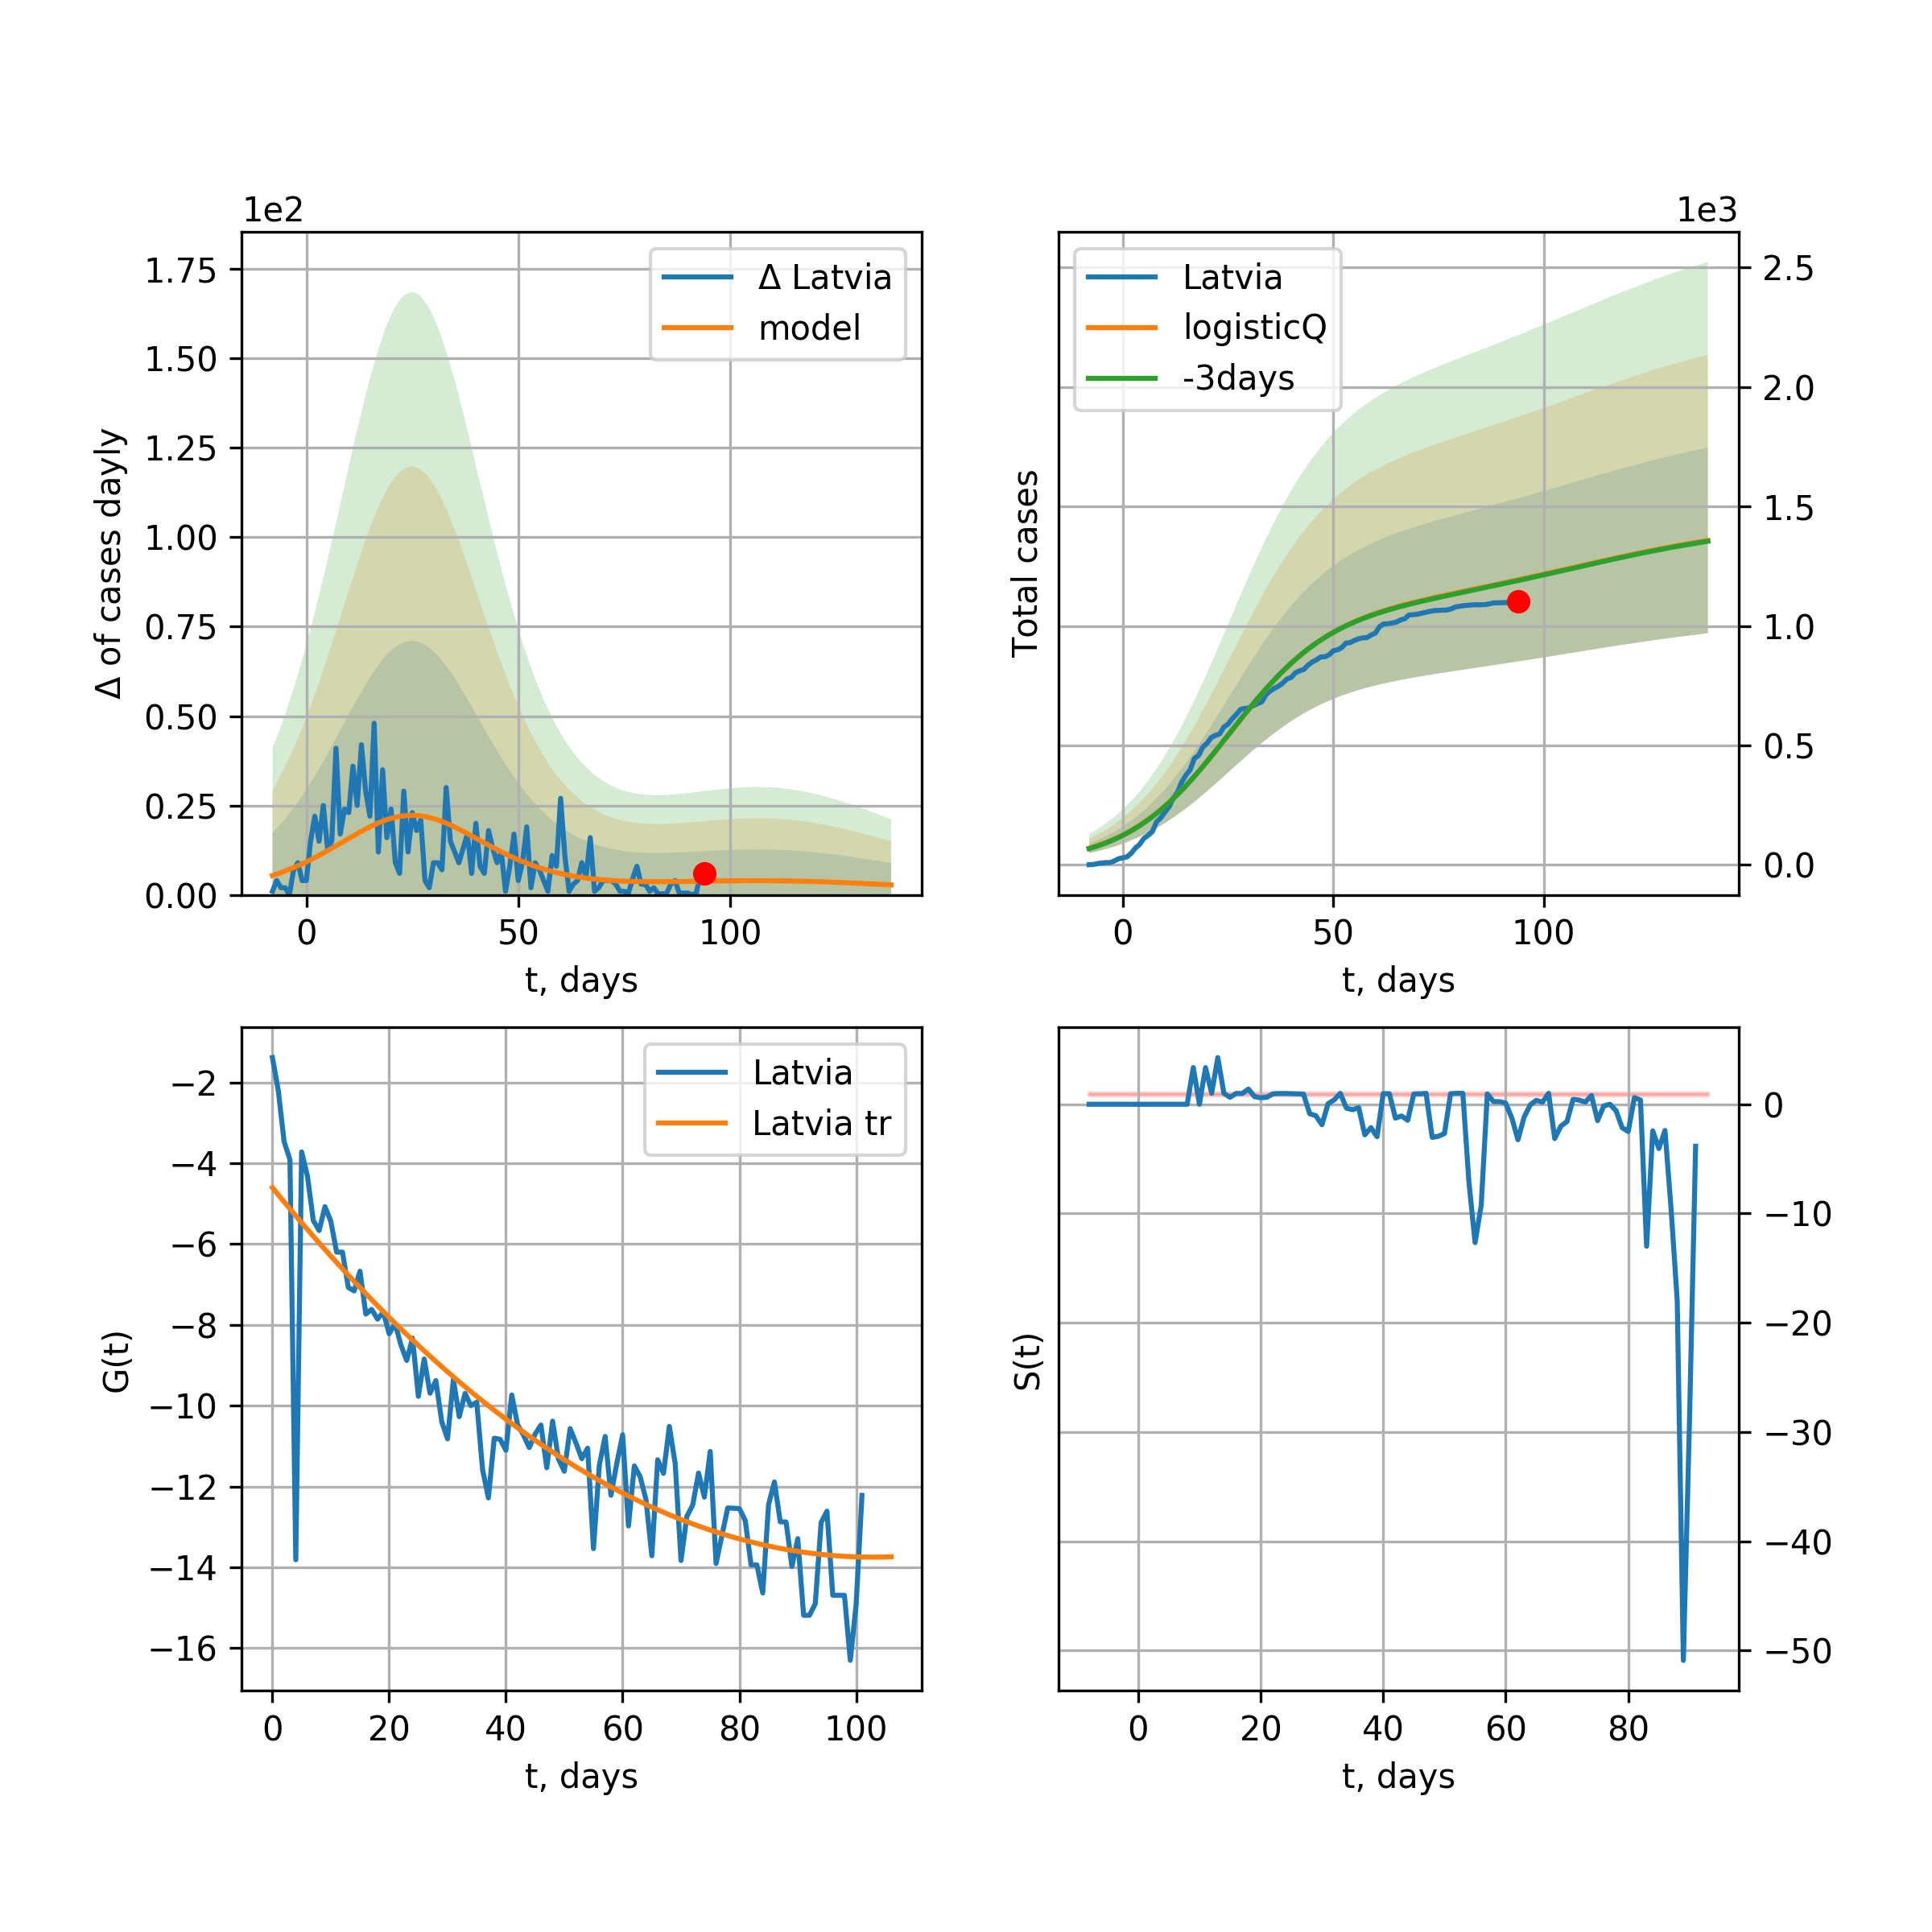 1e2
Δ of cases dayly
1.75
1.50
1.25
1.00
0.75
0.50
0.25
0.00
Δ Latvia
model
0 50 100
t, days
1e3
Total cases
Latvia
logisticQ
-3days
2.5
2.0
1.5
1.0
0.5
0.0
0 50 100
t, days
G(t)
−2
−4
−6
−8
−10
−12
−14
−16
Latvia
Latvia tr
0 20 40 60 80 100
t, days
S(t)
0
−10
−20
−30
−40
−50
0 20 40 60 80
t, days